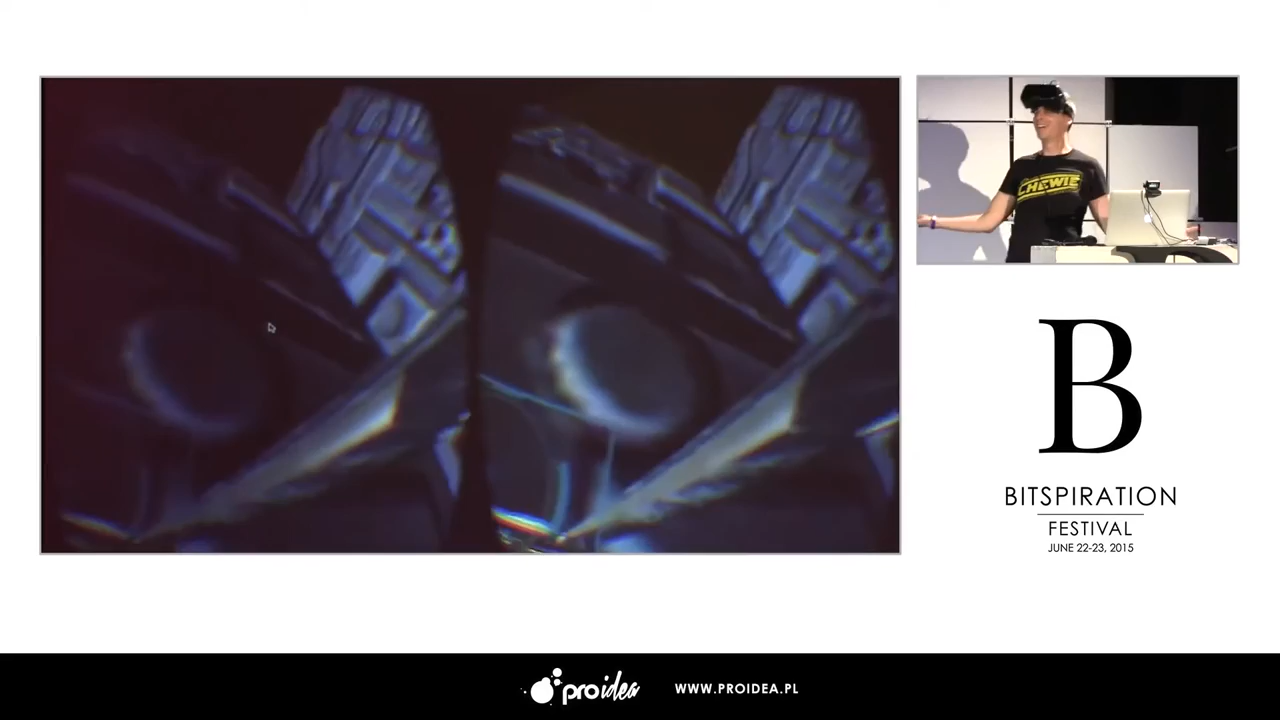 CHEWIE
B
BITSPIRATION
FESTIVAL
JUNE 22-23, 2015
proidea
WWW.PROIDEA.PL